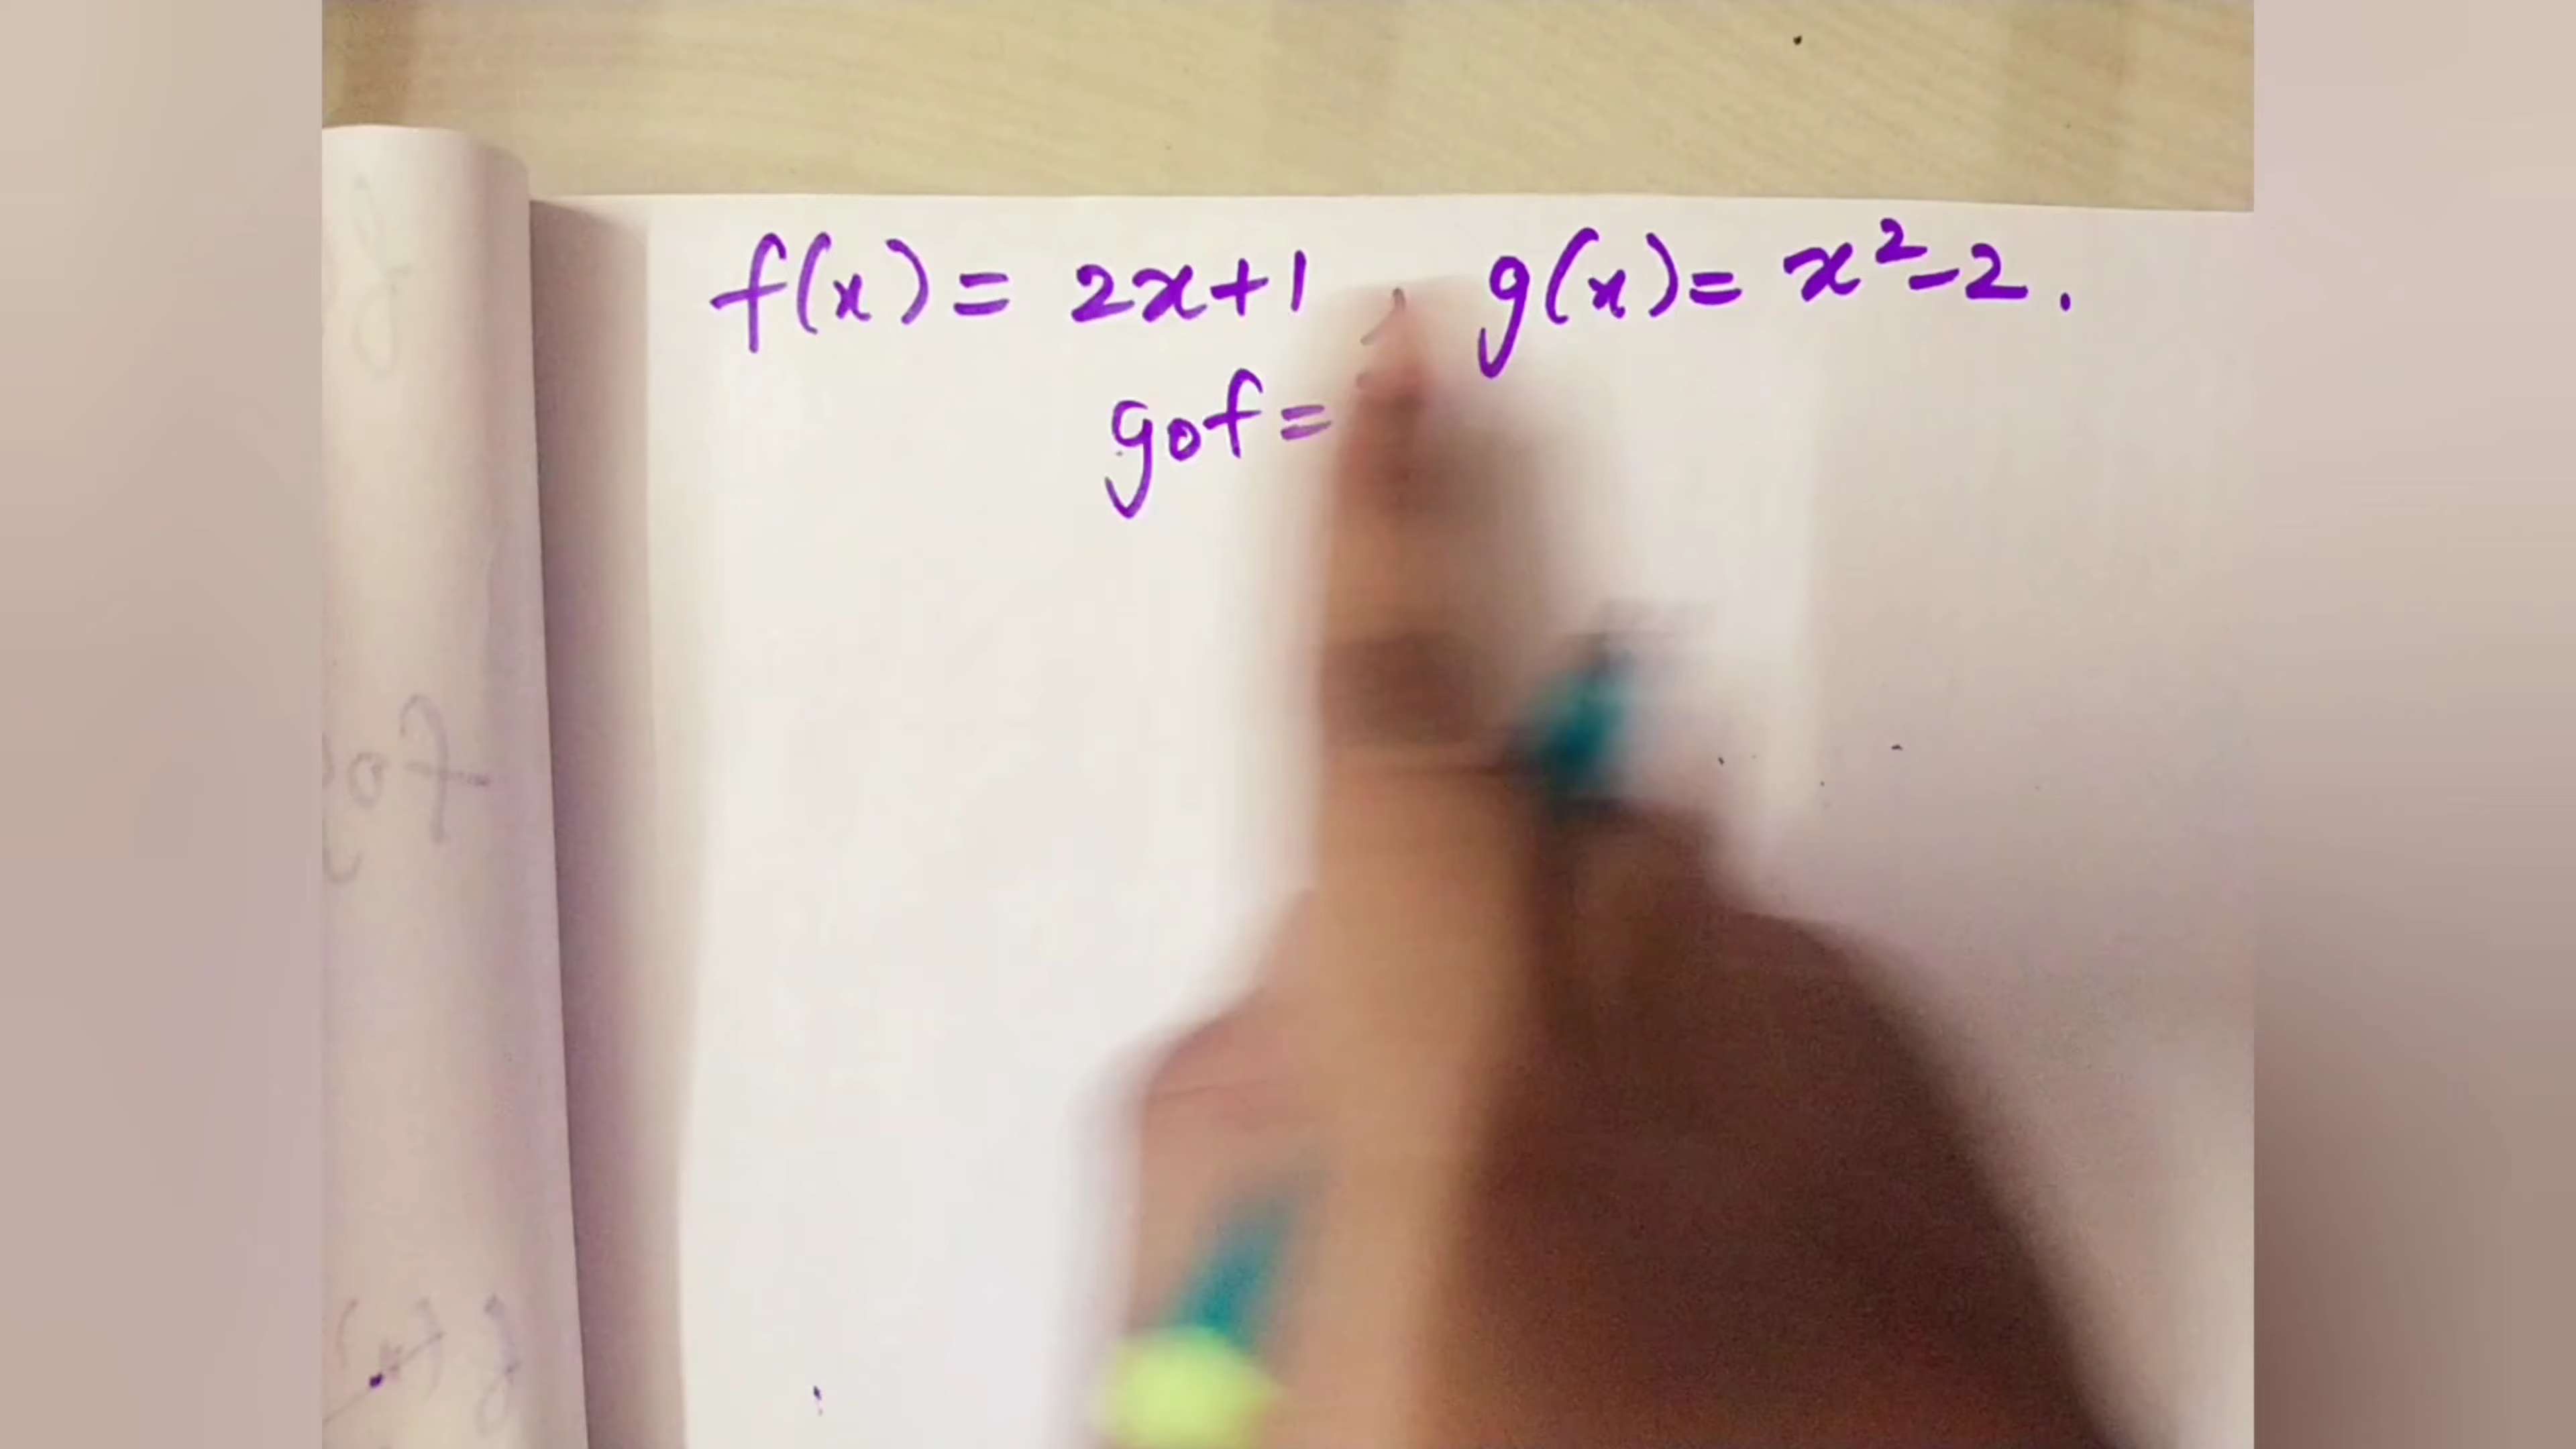 f(x) = 2x+1 , g(x) = x²-2.
gof =